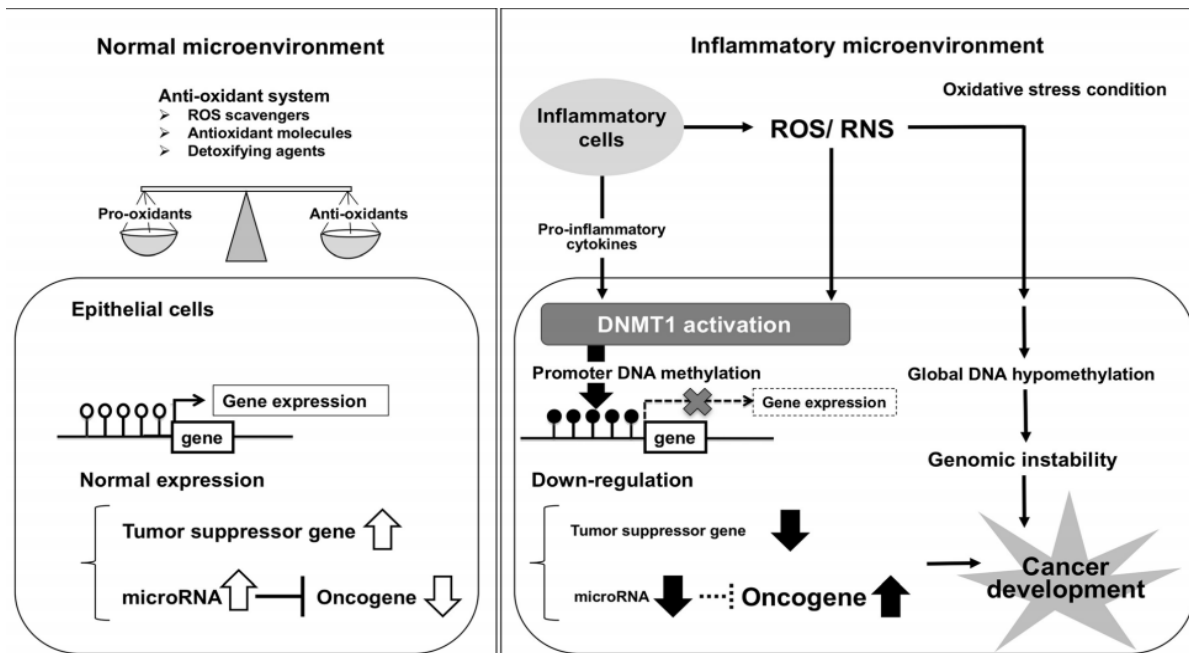 Normal microenvironment
Anti-oxidant system
➢ ROS scavengers
➢ Antioxidant molecules
➢ Detoxifying agents
Pro-oxidants
Anti-oxidants
Epithelial cells
Gene expression
gene
Normal expression
Tumor suppressor gene
microRNA
Oncogene
Inflammatory microenvironment
Oxidative stress condition
Inflammatory
cells
ROS/ RNS
Pro-inflammatory
cytokines
DNMT1 activation
Promoter DNA methylation
Gene expression
gene
Down-regulation
Tumor suppressor gene
microRNA
Oncogene
Global DNA hypomethylation
Genomic instability
Cancer
development